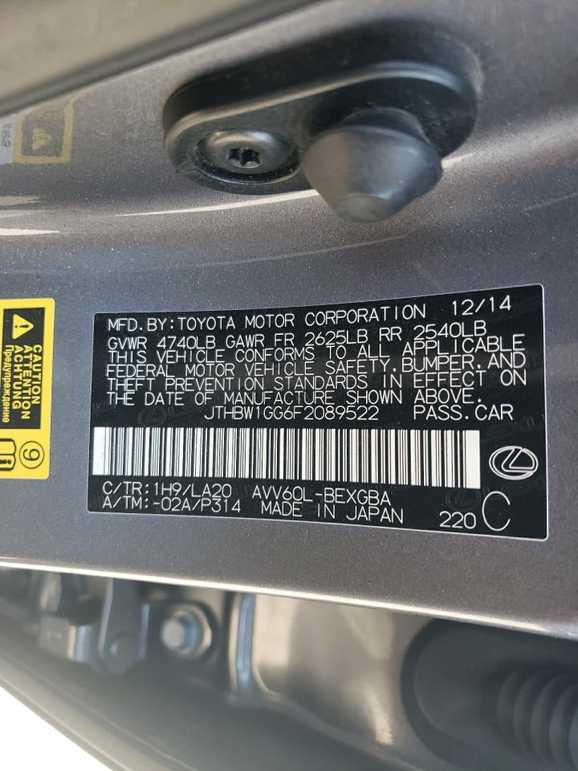 MFD.BY:TOYOTA MOTOR CORPORATION 12/14
GVWR 4740LB GAWR FR 2625LB RR 2540LB
THIS VEHICLE CONFORMS TO ALL APPLICABLE
FEDERAL MOTOR VEHICLE SAFETY,BUMPER,AND
THEFT PREVENTION STANDARDS IN EFFECT ON
THE DATE OF MANUFACTURE SHOWN ABOVE.
JTHBW1GG6F2089522 PASS.CAR
C/TR:1H9/LA20 AVV60L-BEXGBA
A/TM:-02A/P314 MADE IN JAPAN 220 C
CAUTION
ACHTUNG
Предупреждение
9